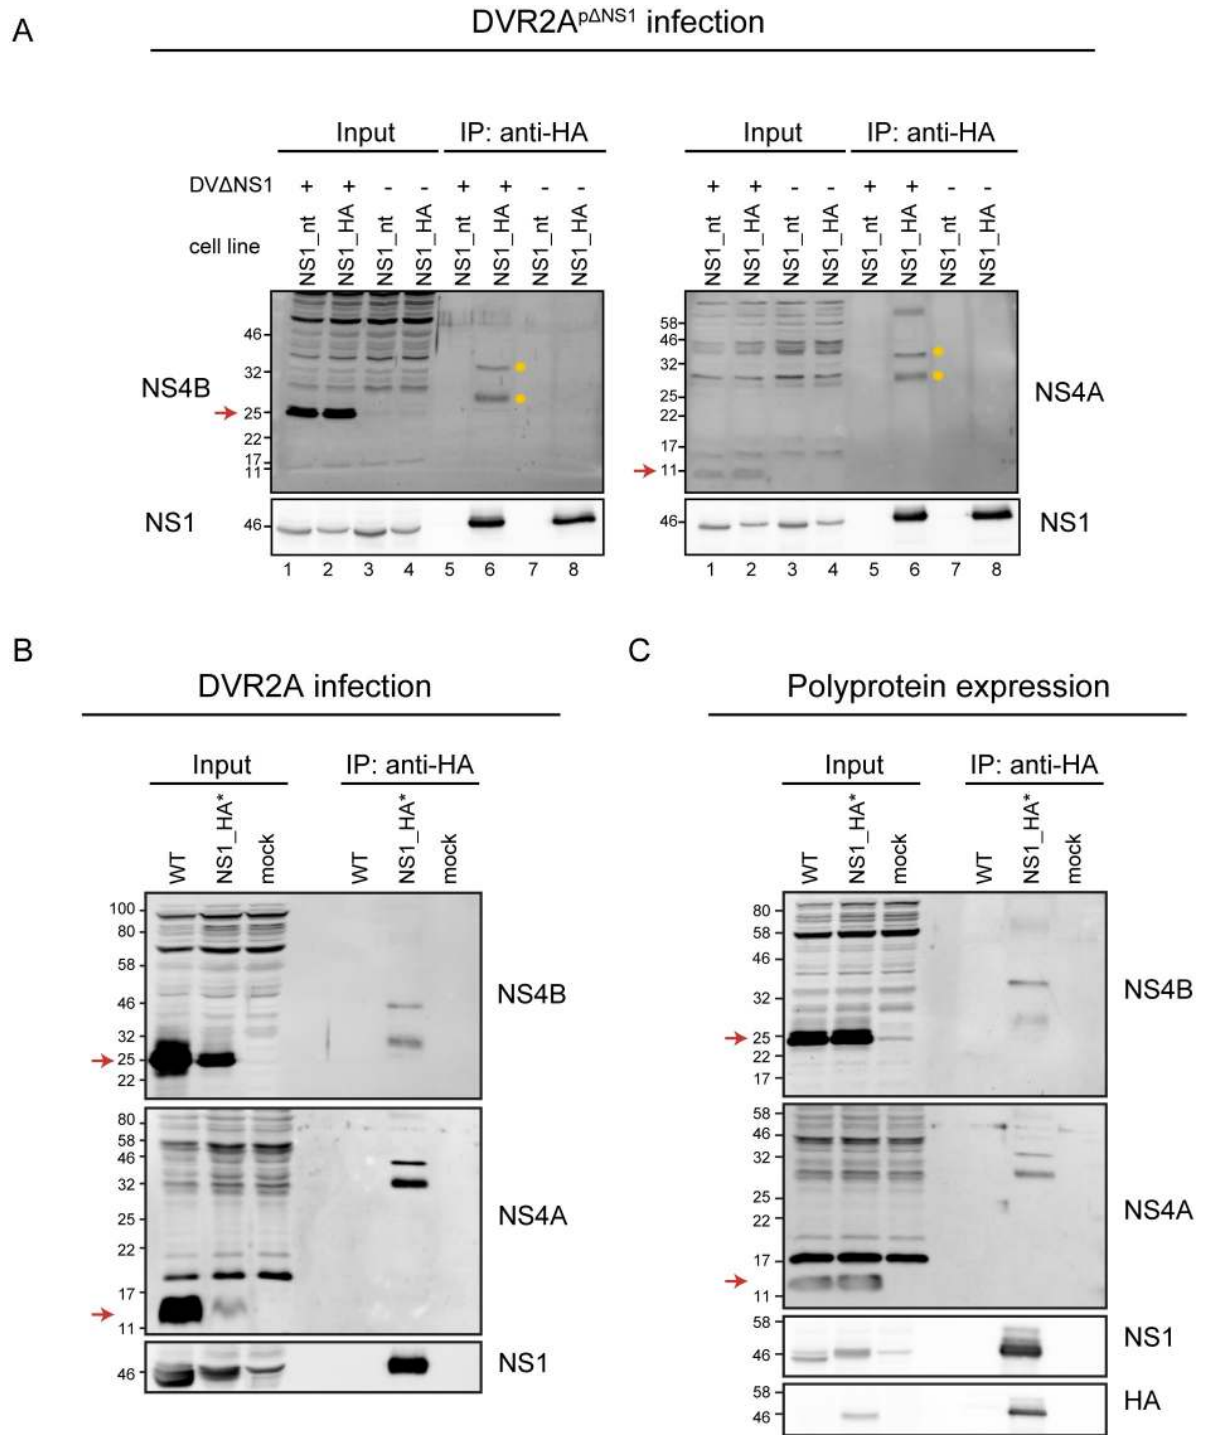 A
DVR2ApΔNS1 infection
Input IP: anti-HA Input IP: anti-HA
DVΔNS1 + + - - + + - - + + - - + + - -
cell line NS1_nt NS1_HA NS1_nt NS1_HA NS1_nt NS1_HA NS1_nt NS1_HA NS1_nt NS1_HA NS1_nt NS1_HA NS1_nt NS1_HA NS1_nt NS1_HA
NS4B
46
32
25
22
17
11
58
46
32
25
22
17
11
NS4A
NS1 46 46 NS1
1 2 3 4 5 6 7 8 1 2 3 4 5 6 7 8
B
DVR2A infection
Input IP: anti-HA
WT NS1_HA* mock WT NS1_HA* mock
100
80
58
46
32
25
22
NS4B
80
58
46
32
25
22
17
11
NS4A
46 NS1
C
Polyprotein expression
Input IP: anti-HA
WT NS1_HA* mock WT NS1_HA* mock
80
58
46
32
25
22
17
NS4B
58
46
32
25
22
17
11
NS4A
58
46
NS1
58
46
HA